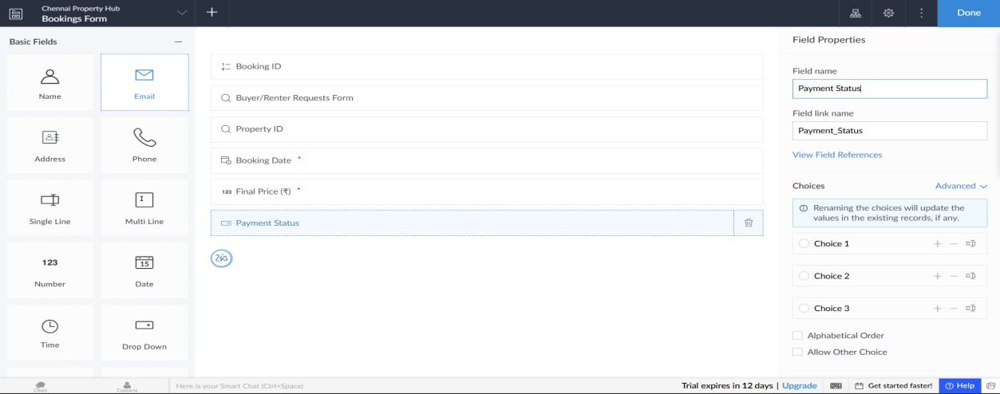 Chennai Property Hub
Bookings Form
Done
Basic Fields
Name
Email
Address
Phone
Single Line
Multi Line
123
Number
15
Date
Time
Drop Down
Booking ID
Buyer/Renter Requests Form
Property ID
Booking Date *
123 Final Price (₹) *
Payment Status
Zia
Field Properties
Field name
Payment Status
Field link name
Payment_Status
View Field References
Choices
Advanced
Renaming the choices will update the
values in the existing records, if any.
Choice 1
Choice 2
Choice 3
Alphabetical Order
Allow Other Choice
Chats
Contacts
Here is your Smart Chat (Ctrl+Space)
Trial expires in 12 days | Upgrade
Get started faster!
Help